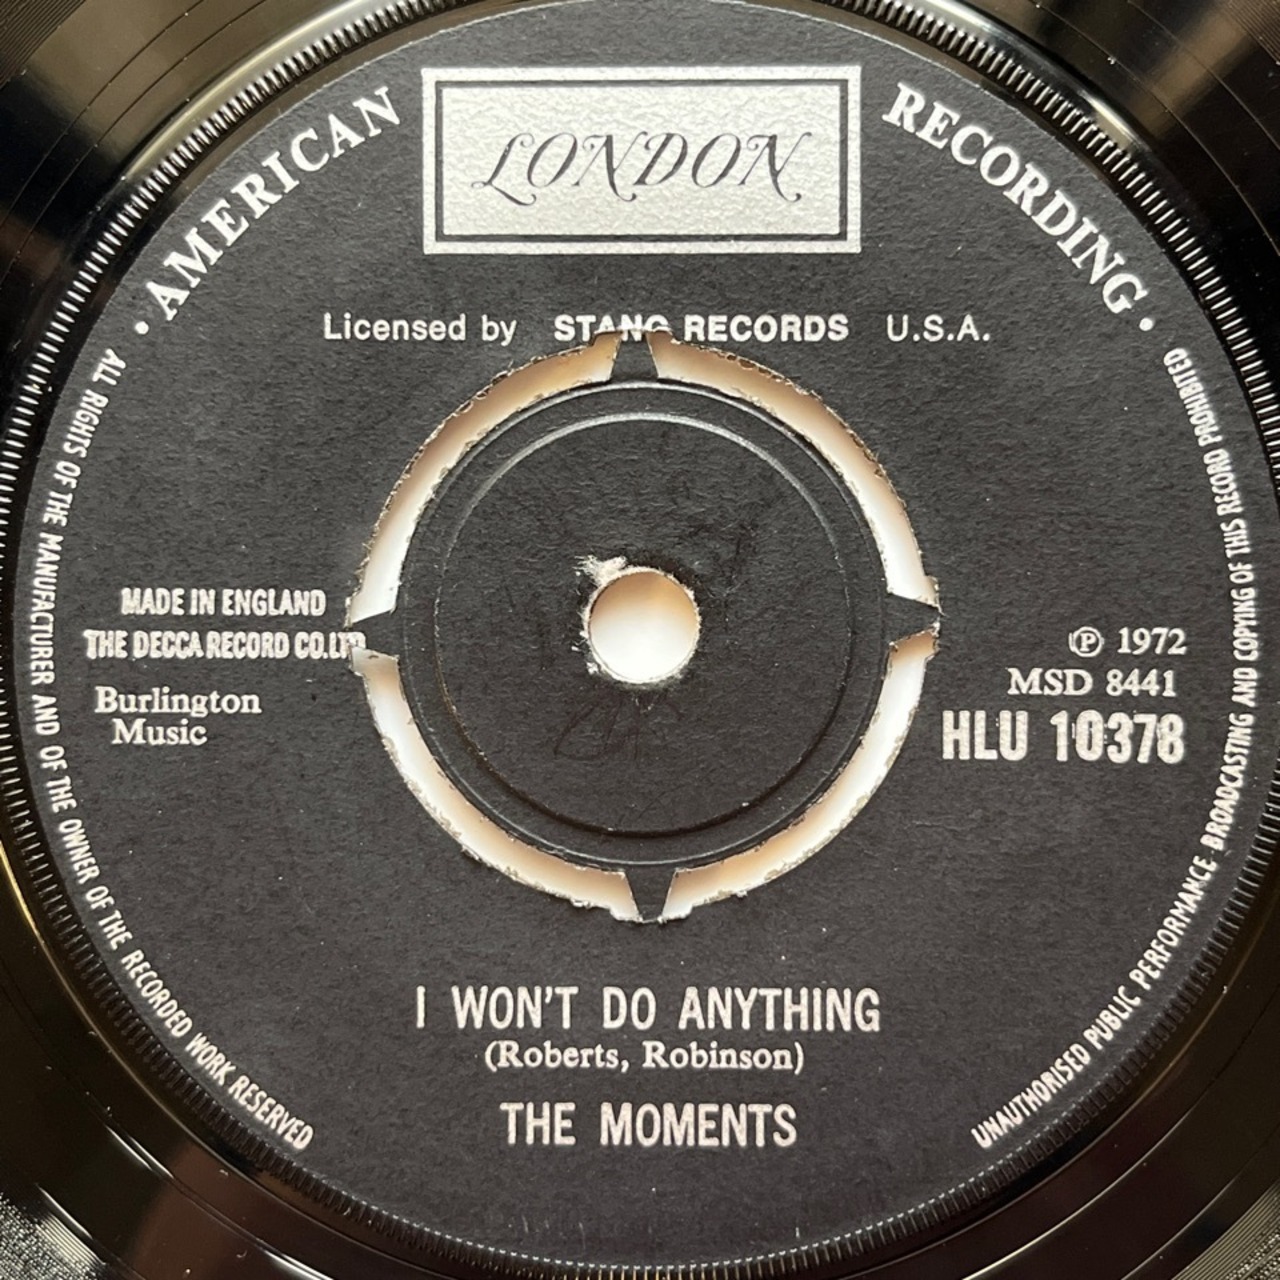 LONDON
· AMERICAN RECORDING ·
Licensed by STANG RECORDS U.S.A.
MADE IN ENGLAND
THE DECCA RECORD CO. LTD
Burlington
Music
℗ 1972
MSD 8441
HLU 10378
I WON'T DO ANYTHING
(Roberts, Robinson)
THE MOMENTS
ALL RIGHTS OF THE MANUFACTURER AND OF THE OWNER OF THE RECORDED WORK RESERVED
UNAUTHORISED PUBLIC PERFORMANCE BROADCASTING AND COPYING OF THIS RECORD PROHIBITED